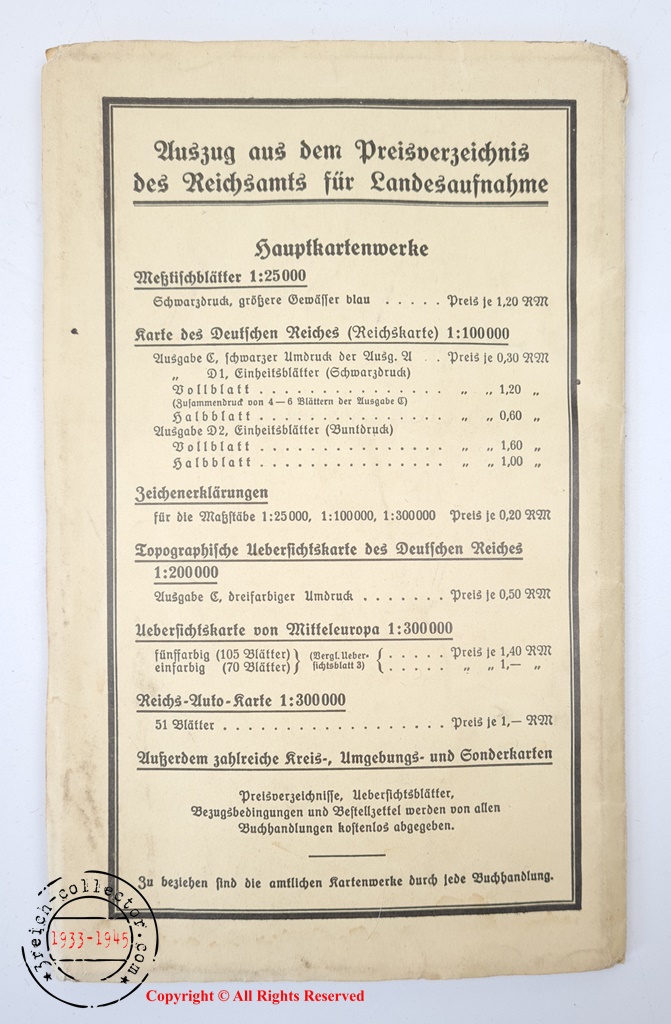 Auszug aus dem Preisverzeichnis
des Reichsamts für Landesaufnahme
Hauptkartenwerke
Meßtischblätter 1:25000
Schwarzdruck, größere Gewässer blau . . . . . Preis je 1,20 RM
Karte des Deutschen Reiches (Reichskarte) 1:100000
Ausgabe C, schwarzer Umdruck der Ausg. A . . Preis je 0,30 RM
„ D1, Einheitsblätter (Schwarzdruck)
Vollblatt . . . . . . . . . . . . . . . . „ „ 1,20 „
(Zusammendruck von 4—6 Blättern der Ausgabe C)
Halbblatt . . . . . . . . . . . . . . . . „ „ 0,60 „
Ausgabe D2, Einheitsblätter (Buntdruck)
Vollblatt . . . . . . . . . . . . . . . . „ „ 1,60 „
Halbblatt . . . . . . . . . . . . . . . . „ „ 1,00 „
Zeichenerklärungen
für die Maßstäbe 1:25000, 1:100000, 1:300000 Preis je 0,20 RM
Topographische Uebersichtskarte des Deutschen Reiches
1:200000
Ausgabe C, dreifarbiger Umdruck . . . . . . . Preis je 0,50 RM
Uebersichtskarte von Mitteleuropa 1:300000
fünffarbig (105 Blätter) } (Vergl. Ueber- { . . . . . Preis je 1,40 RM
einfarbig (70 Blätter) } sichtsblatt 3) { . . . . . „ „ 1,— „
Reichs-Auto-Karte 1:300000
51 Blätter . . . . . . . . . . . . . . . . . . Preis je 1,— RM
Außerdem zahlreiche Kreis-, Umgebungs- und Sonderkarten
Preisverzeichnisse, Uebersichtsblätter,
Bezugsbedingungen und Bestellzettel werden von allen
Buchhandlungen kostenlos abgegeben.
Zu beziehen sind die amtlichen Kartenwerke durch jede Buchhandlung.
3reich-collector.com
1933-1945
Copyright © All Rights Reserved